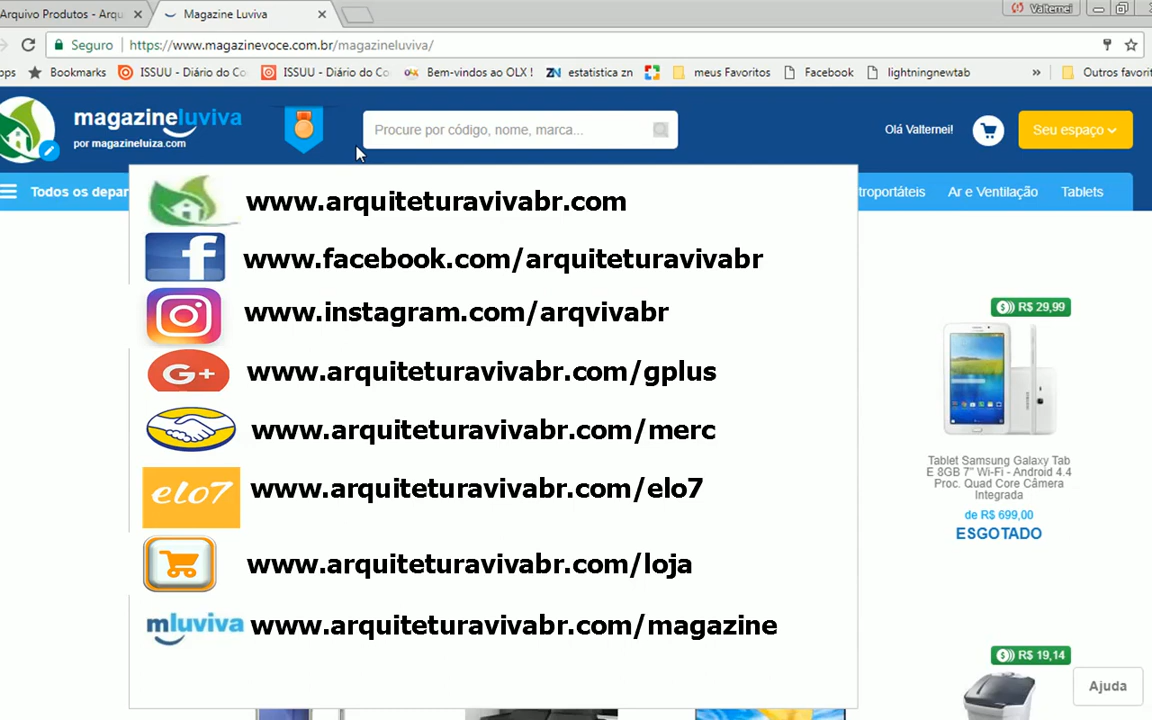 Arquivo Produtos - Arqu
Magazine Luviva
Valternei
Seguro https://www.magazinevoce.com.br/magazineluviva/
pps Bookmarks ISSUU - Diário do Co ISSUU - Diário do Co Bem-vindos ao OLX ! ZN estatistica zn meus Favoritos Facebook lightningnewtab » Outros favorit
magazineluviva
por magazineluiza.com
Procure por código, nome, marca...
Olá Valternei!
Seu espaço
Todos os depar
troportáteis Ar e Ventilação Tablets
www.arquiteturavivabr.com
f www.facebook.com/arquiteturavivabr
www.instagram.com/arqvivabr
G+ www.arquiteturavivabr.com/gplus
www.arquiteturavivabr.com/merc
elo7 www.arquiteturavivabr.com/elo7
www.arquiteturavivabr.com/loja
mluviva www.arquiteturavivabr.com/magazine
R$ 29,99
Tablet Samsung Galaxy Tab
E 8GB 7" Wi-Fi - Android 4.4
Proc. Quad Core Câmera
Integrada
de R$ 699,00
ESGOTADO
R$ 19,14
Ajuda